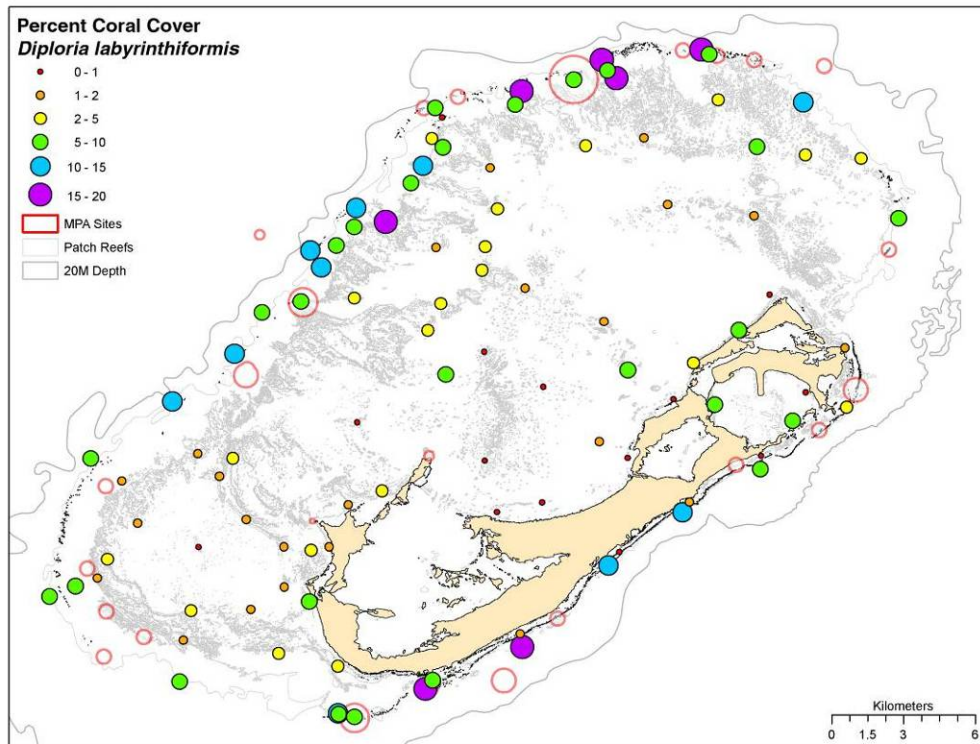 Percent Coral Cover
Diploria labyrinthiformis
0 - 1
1 - 2
2 - 5
5 - 10
10 - 15
15 - 20
MPA Sites
Patch Reefs
20M Depth
Kilometers
0 1.5 3 6